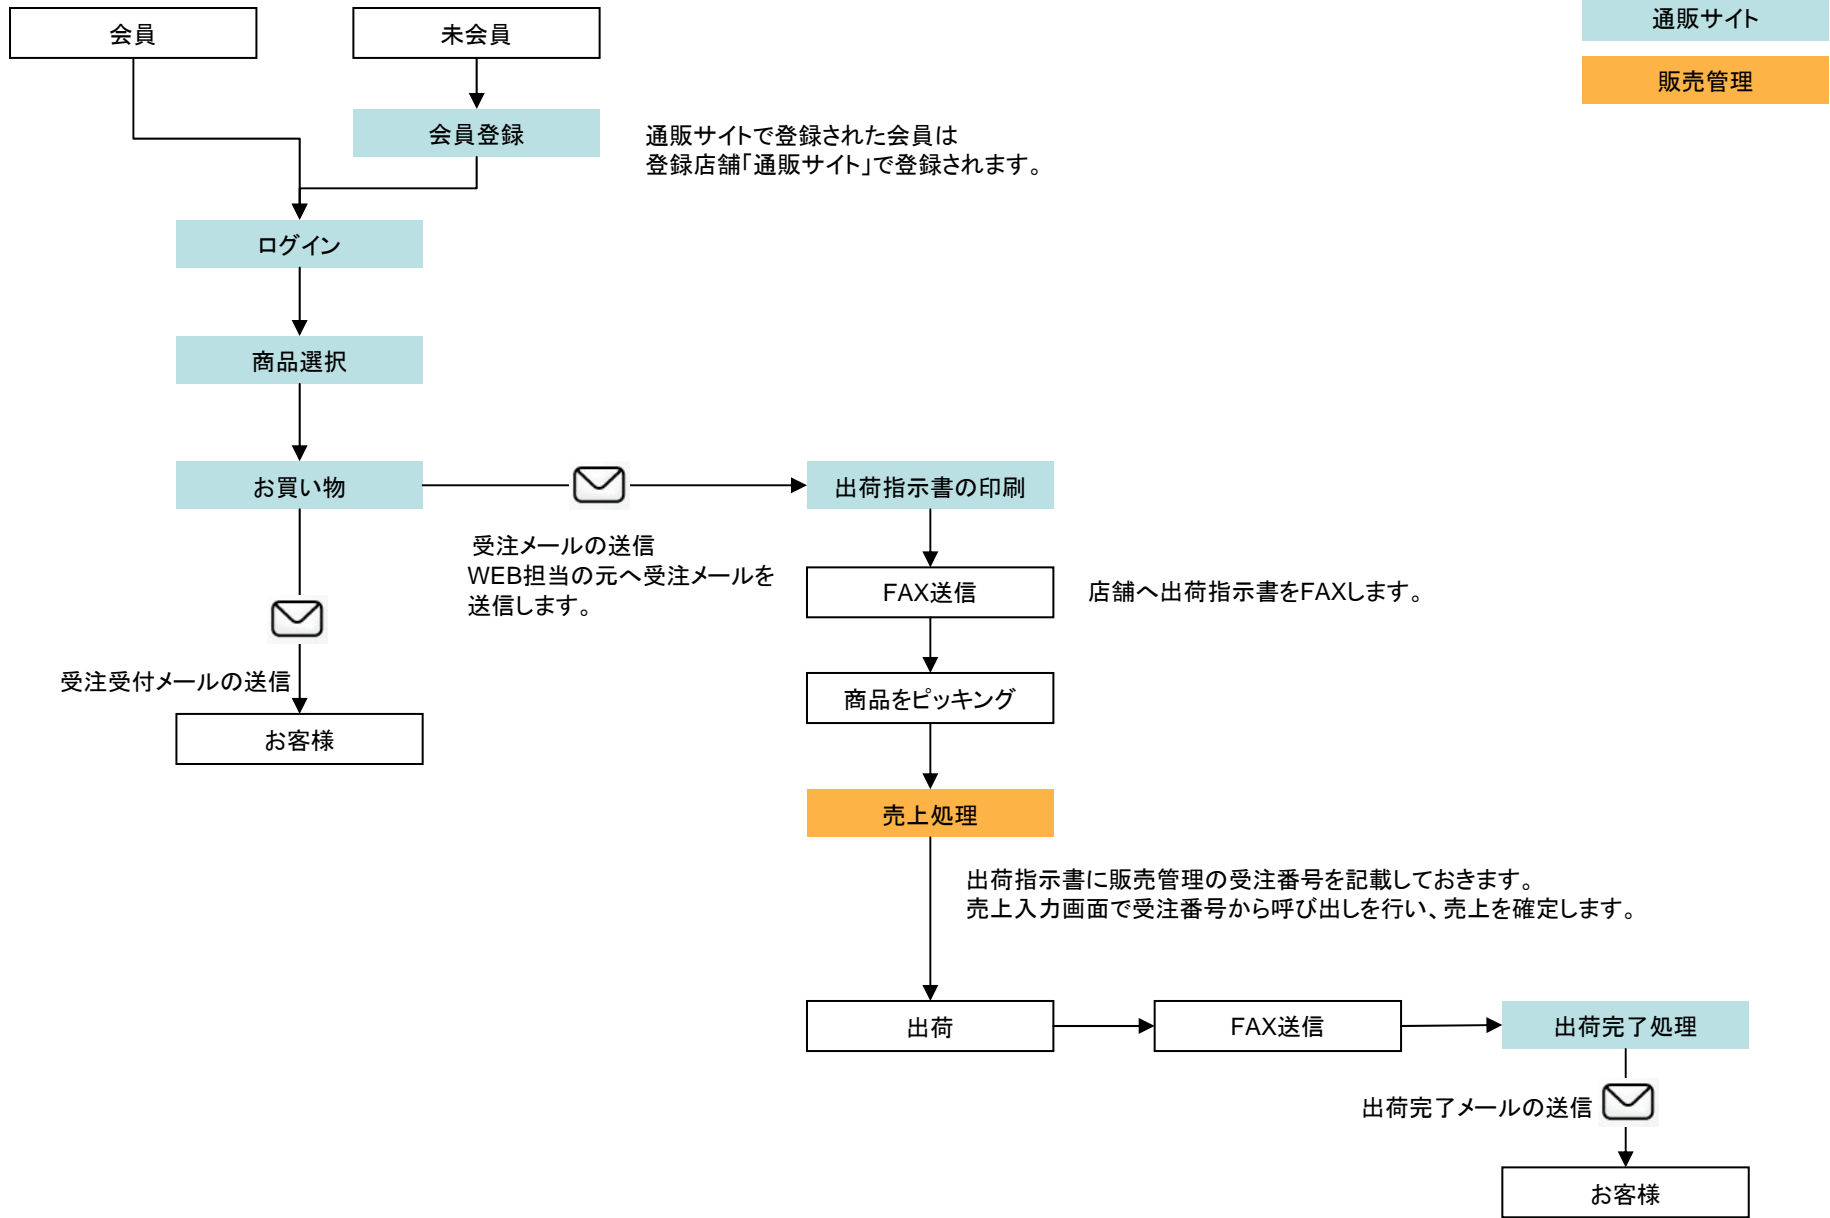 会員
未会員
通販サイト
販売管理
会員登録
通販サイトで登録された会員は
登録店舗「通販サイト」で登録されます。
ログイン
商品選択
お買い物
出荷指示書の印刷
受注メールの送信
WEB担当の元へ受注メールを
送信します。
FAX送信
店舗へ出荷指示書をFAXします。
受注受付メールの送信
お客様
商品をピッキング
売上処理
出荷指示書に販売管理の受注番号を記載しておきます。
売上入力画面で受注番号から呼び出しを行い、売上を確定します。
出荷
FAX送信
出荷完了処理
出荷完了メールの送信
お客様